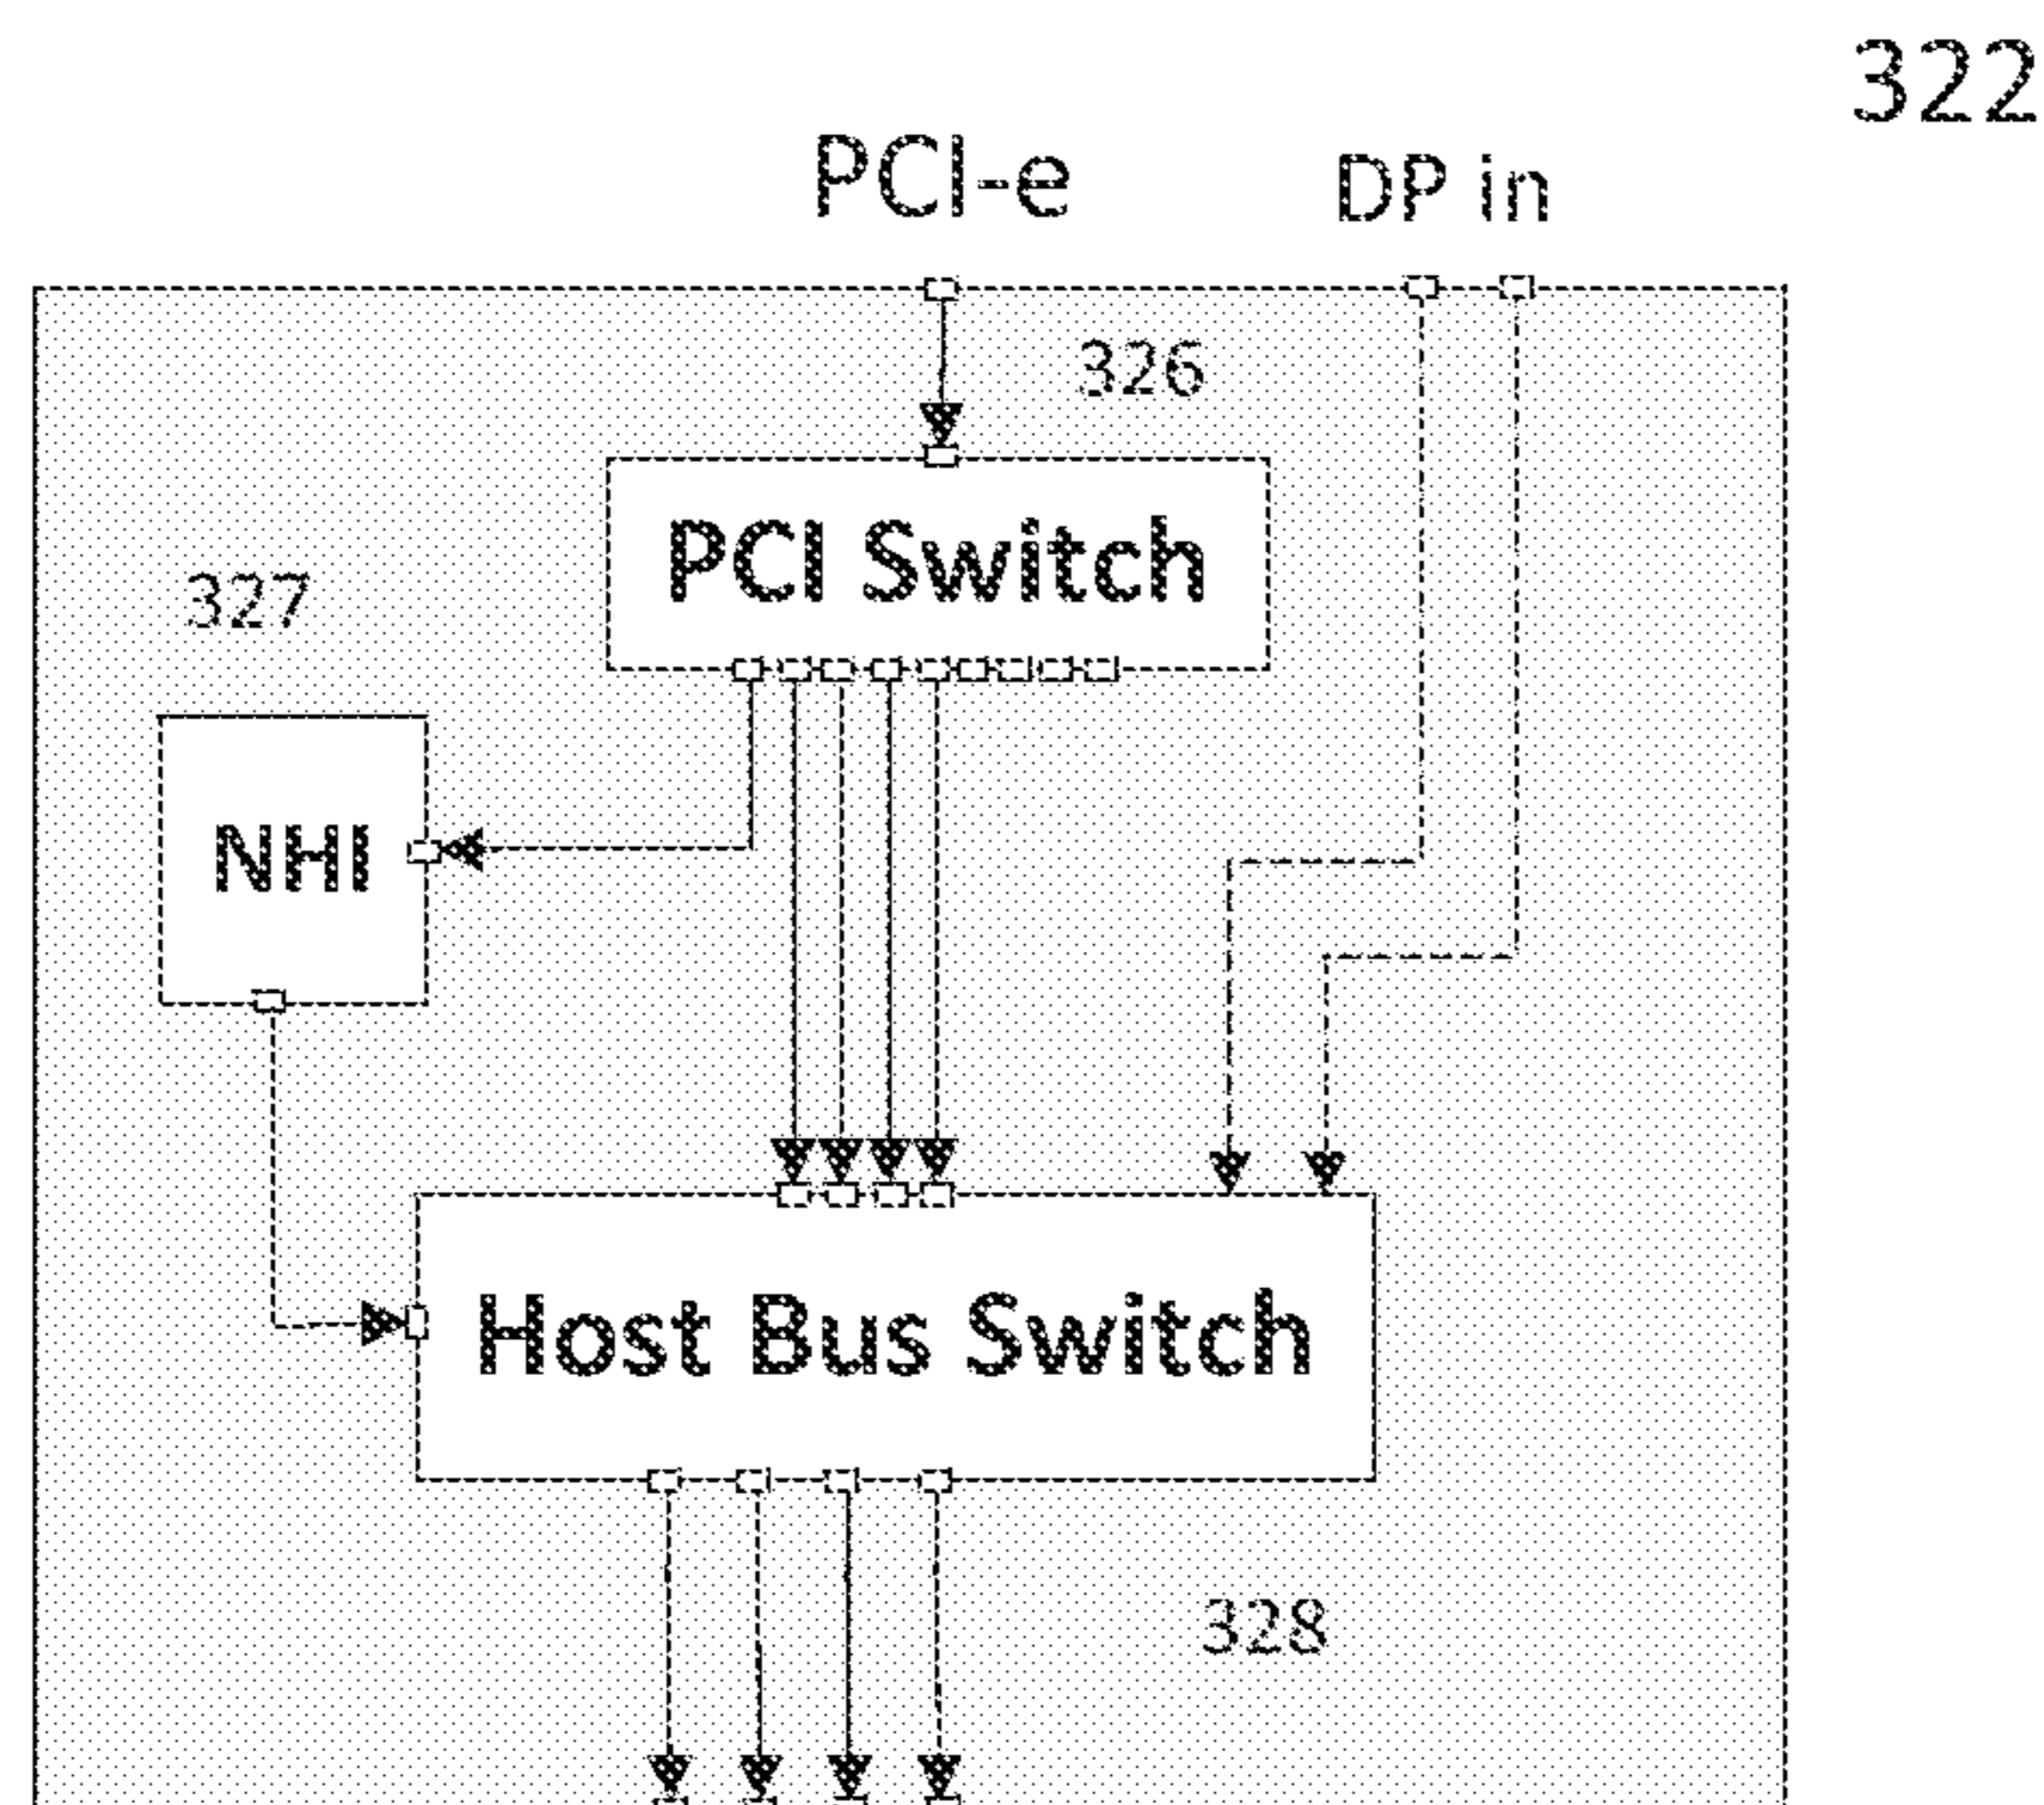 322
PCI-e
DP in
326
PCI Switch
327
NHI
Host Bus Switch
328